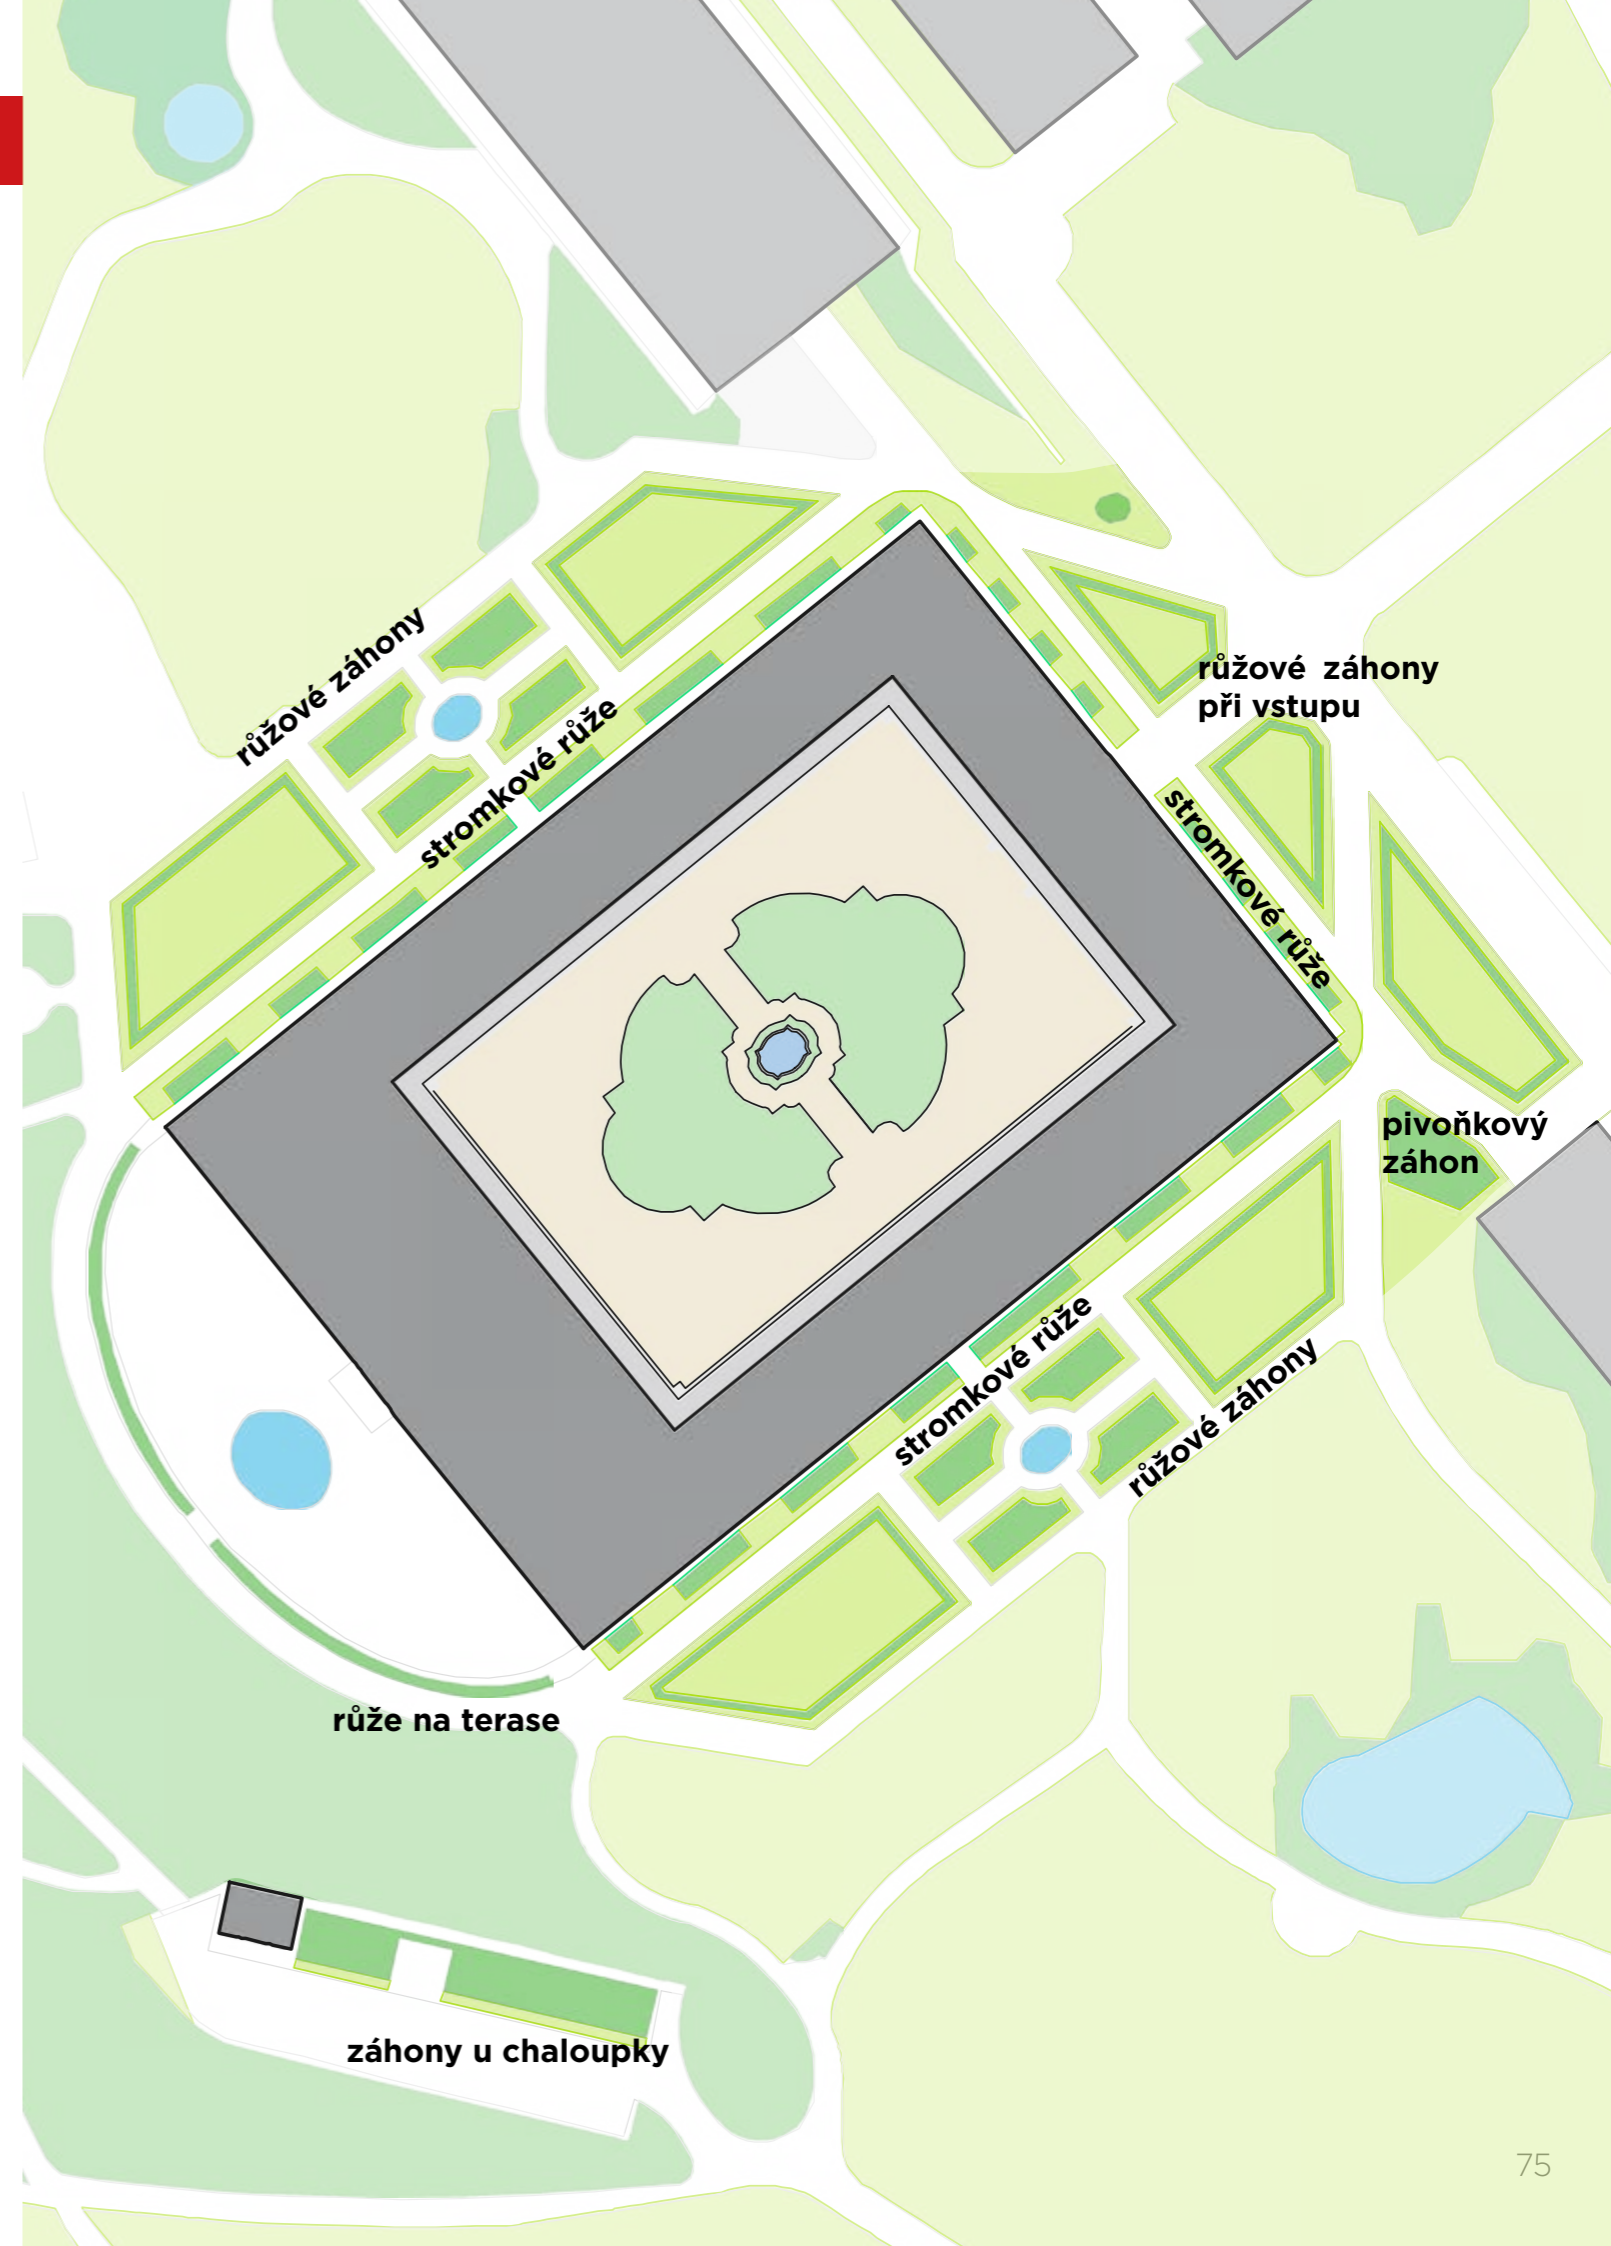 růžové záhony
stromkové růže
růžové záhony
při vstupu
stromkové růže
pivoňkový
záhon
stromkové růže
růžové záhony
růže na terase
záhony u chaloupky
75